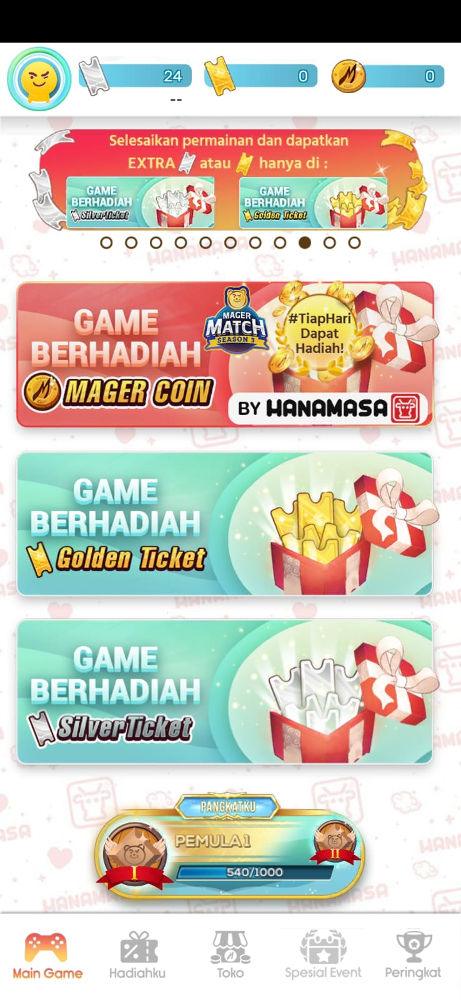 24
0
0
--
Selesaikan permainan dan dapatkan
EXTRA atau hanya di :
GAME
BERHADIAH
SilverTicket
GAME
BERHADIAH
Golden Ticket
GAME
BERHADIAH
MAGER COIN
MAGER
MATCH
SEASON 3
#TiapHari
Dapat
Hadiah!
BY HANAMASA
GAME
BERHADIAH
Golden Ticket
GAME
BERHADIAH
SilverTicket
PANGKATKU
PEMULA 1
I
II
540/1000
HANAMASA
Main Game
Hadiahku
Toko
Spesial Event
Peringkat